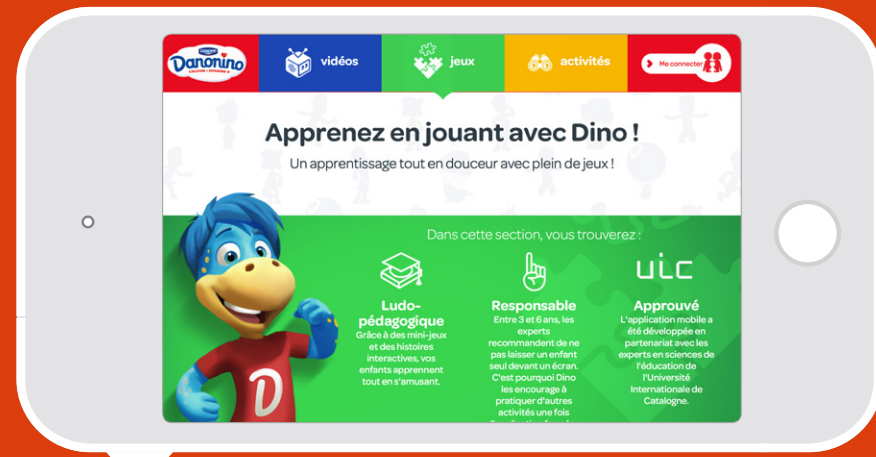 DANONE
Danonino
CALCIUM + VITAMINE D
vidéos
jeux
activités
Me connecter
Apprenez en jouant avec Dino !
Un apprentissage tout en douceur avec plein de jeux !
Dans cette section, vous trouverez :
Ludo-
pédagogique
Grâce à des mini-jeux
et des histoires
interactives, vos
enfants apprennent
tout en s'amusant.
Responsable
Entre 3 et 6 ans, les
experts
recommandent de ne
pas laisser un enfant
seul devant un écran.
C'est pourquoi Dino
les encourage à
pratiquer d'autres
activités une fois
uic
Approuvé
L'application mobile a
été développée en
partenariat avec les
experts en sciences de
l'éducation de
l'Université
Internationale de
Catalogne.
D